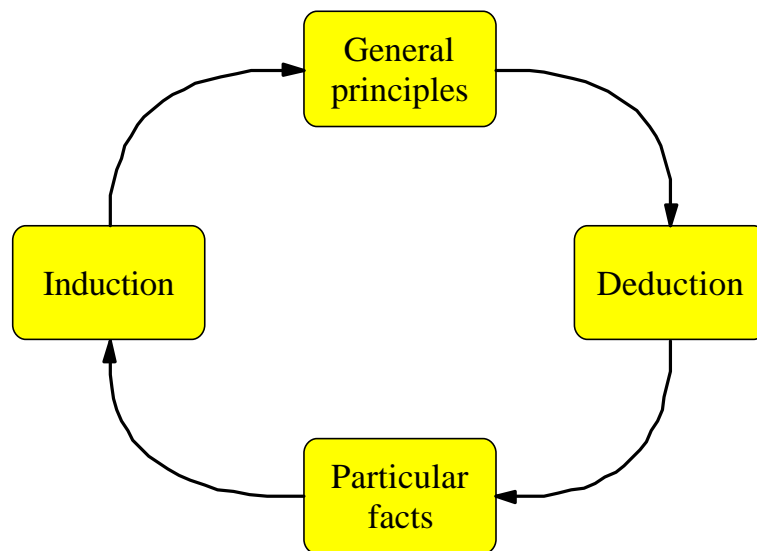 General
principles
Induction
Deduction
Particular
facts